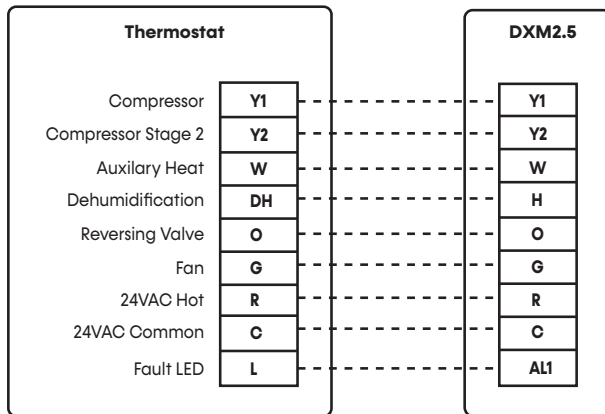 Thermostat DXM2.5
Compressor Y1 Y1
Compressor Stage 2 Y2 Y2
Auxilary Heat W W
Dehumidification DH H
Reversing Valve O O
Fan G G
24VAC Hot R R
24VAC Common C C
Fault LED L AL1